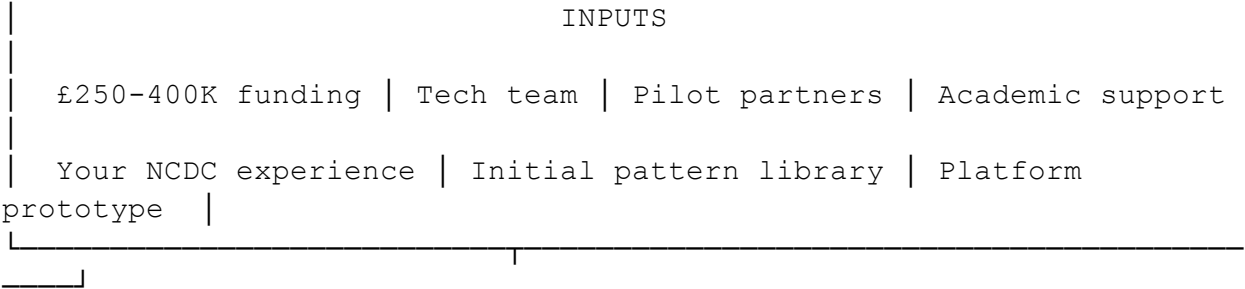 INPUTS
£250-400K funding │ Tech team │ Pilot partners │ Academic support
Your NCDC experience │ Initial pattern library │ Platform
prototype │